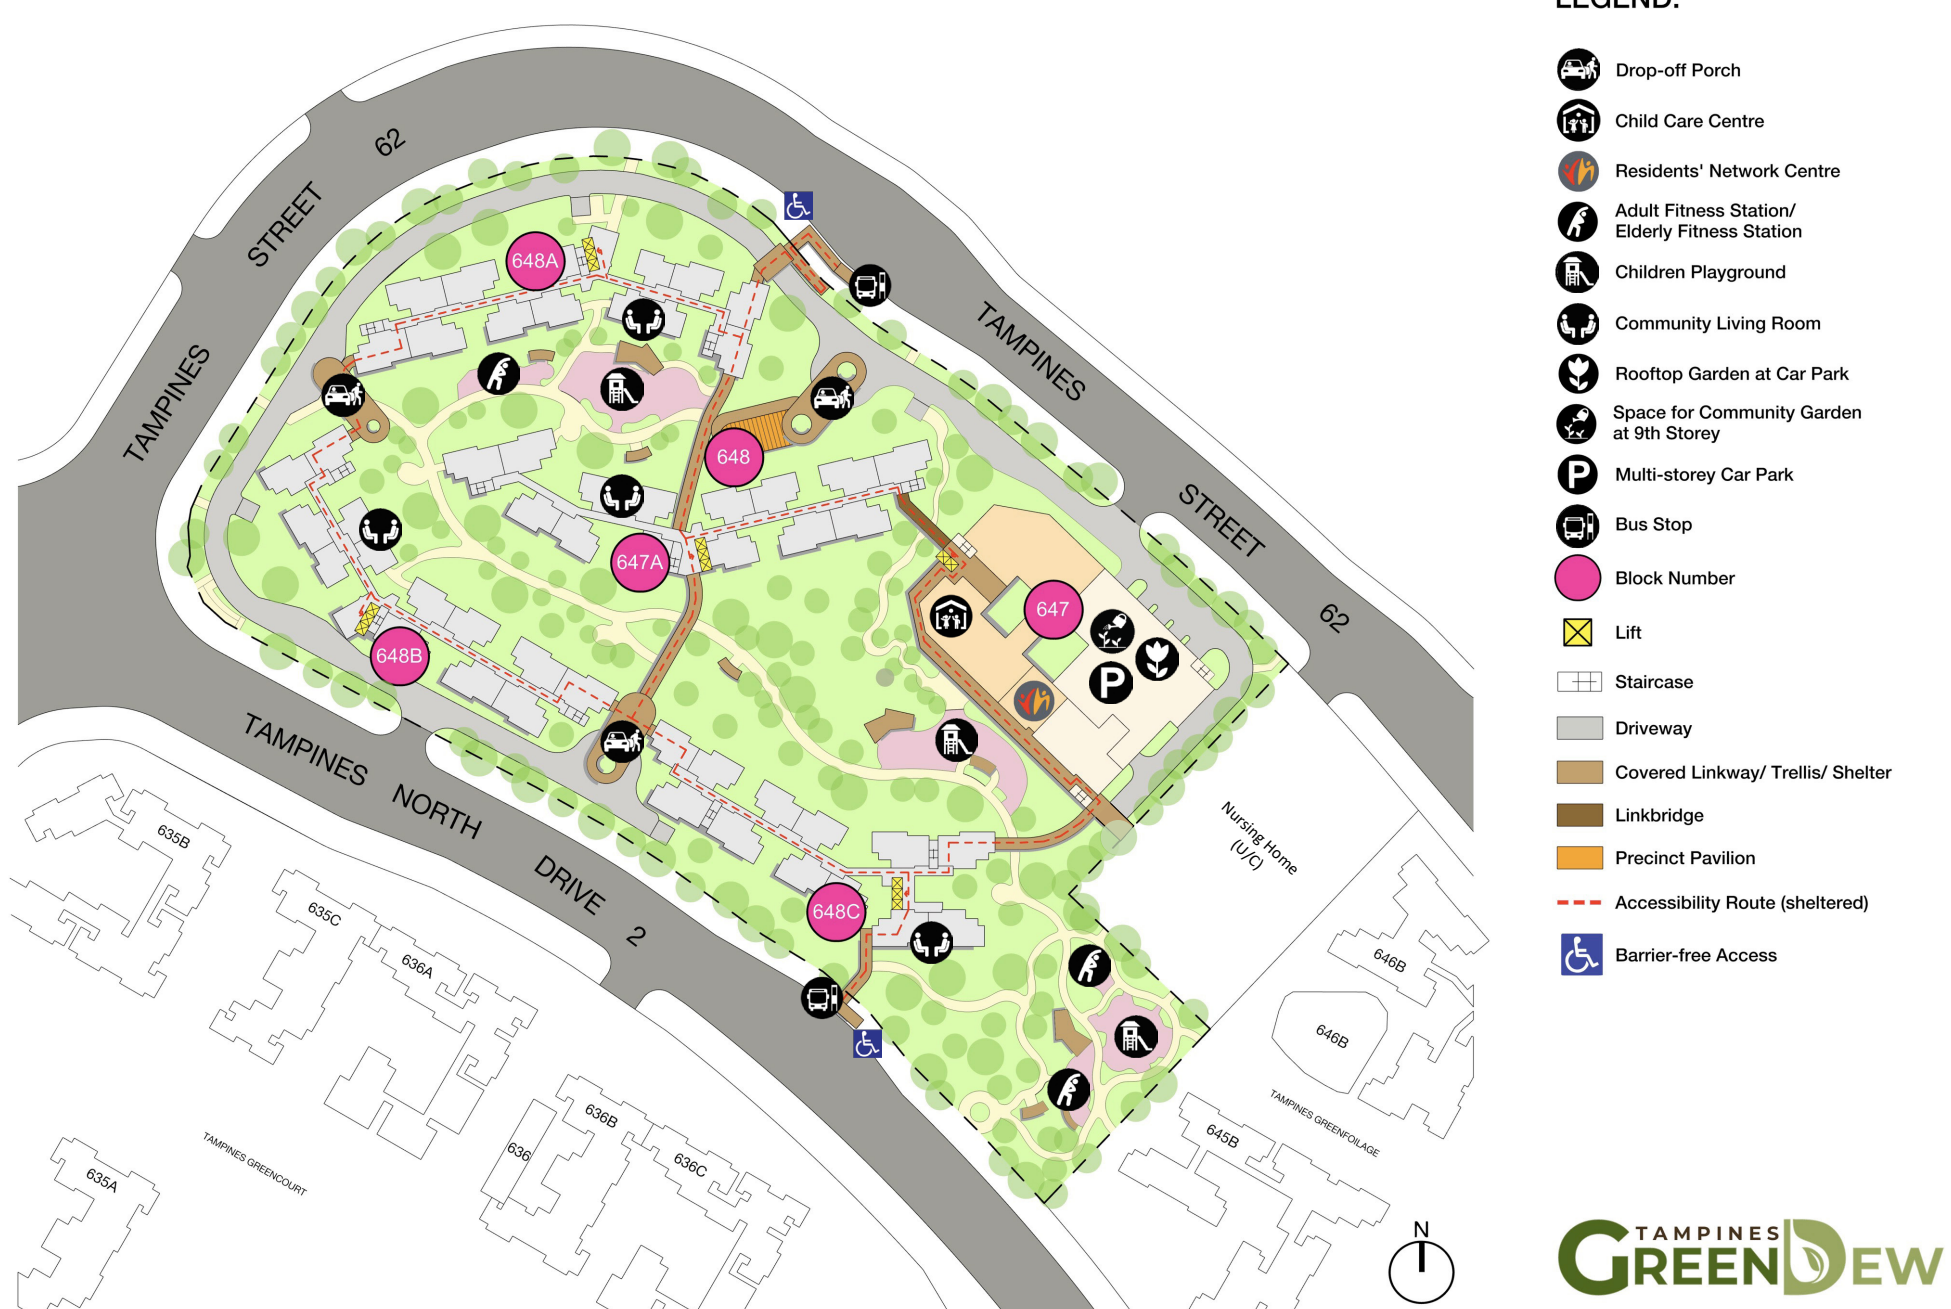 LEGEND:
Drop-off Porch
Child Care Centre
Residents' Network Centre
Adult Fitness Station/
Elderly Fitness Station
Children Playground
Community Living Room
Rooftop Garden at Car Park
Space for Community Garden
at 9th Storey
P
Multi-storey Car Park
Bus Stop
Block Number
Lift
Staircase
Driveway
Covered Linkway/ Trellis/ Shelter
Linkbridge
Precinct Pavilion
Accessibility Route (sheltered)
Barrier-free Access
TAMPINES
STREET
62
TAMPINES
STREET
62
648A
648
647A
647
P
648B
648C
TAMPINES
NORTH
DRIVE
2
Nursing Home
(U/C)
635B
635C
636A
636B
636
636C
635A
TAMPINES GREENCOURT
646B
646B
645B
TAMPINES GREENFOILAGE
N
TAMPINES
GREENDEW